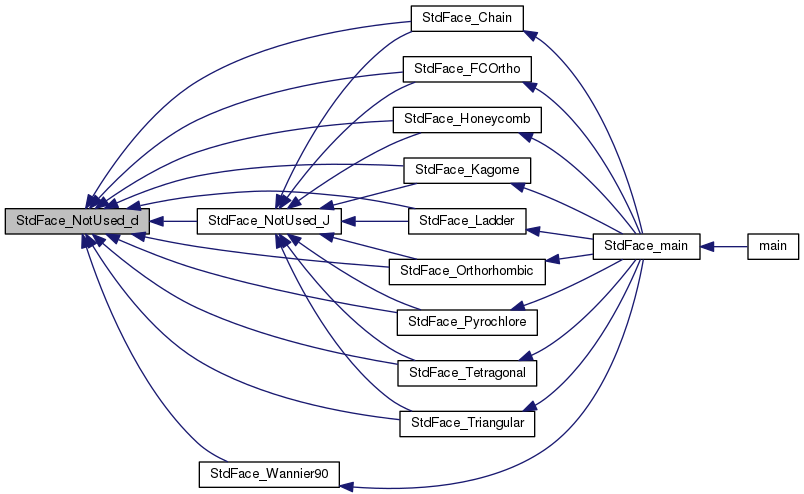 StdFace_Chain
StdFace_FCOrtho
StdFace_Honeycomb
StdFace_Kagome
StdFace_NotUsed_d
StdFace_NotUsed_J
StdFace_Ladder
StdFace_main
main
StdFace_Orthorhombic
StdFace_Pyrochlore
StdFace_Tetragonal
StdFace_Triangular
StdFace_Wannier90